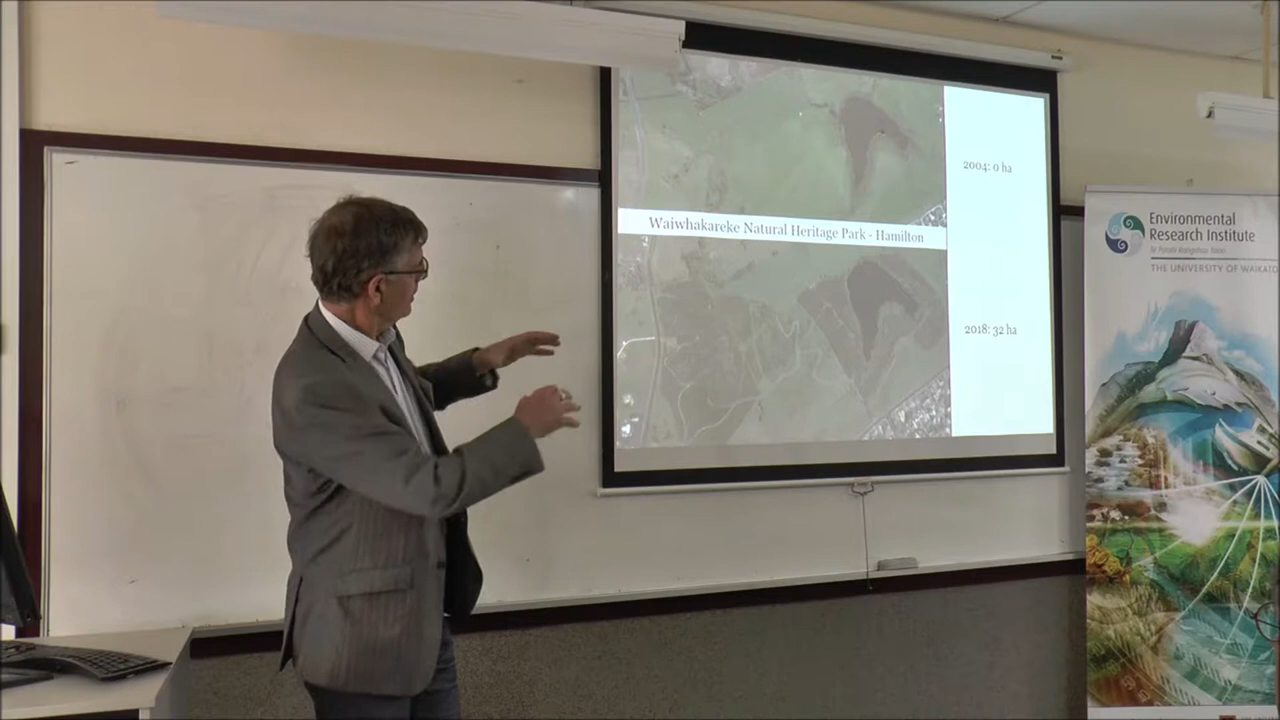 2004: 0 ha
Waiwhakareke Natural Heritage Park - Hamilton
2018: 32 ha
Environmental
Research Institute
THE UNIVERSITY OF WAIKATO